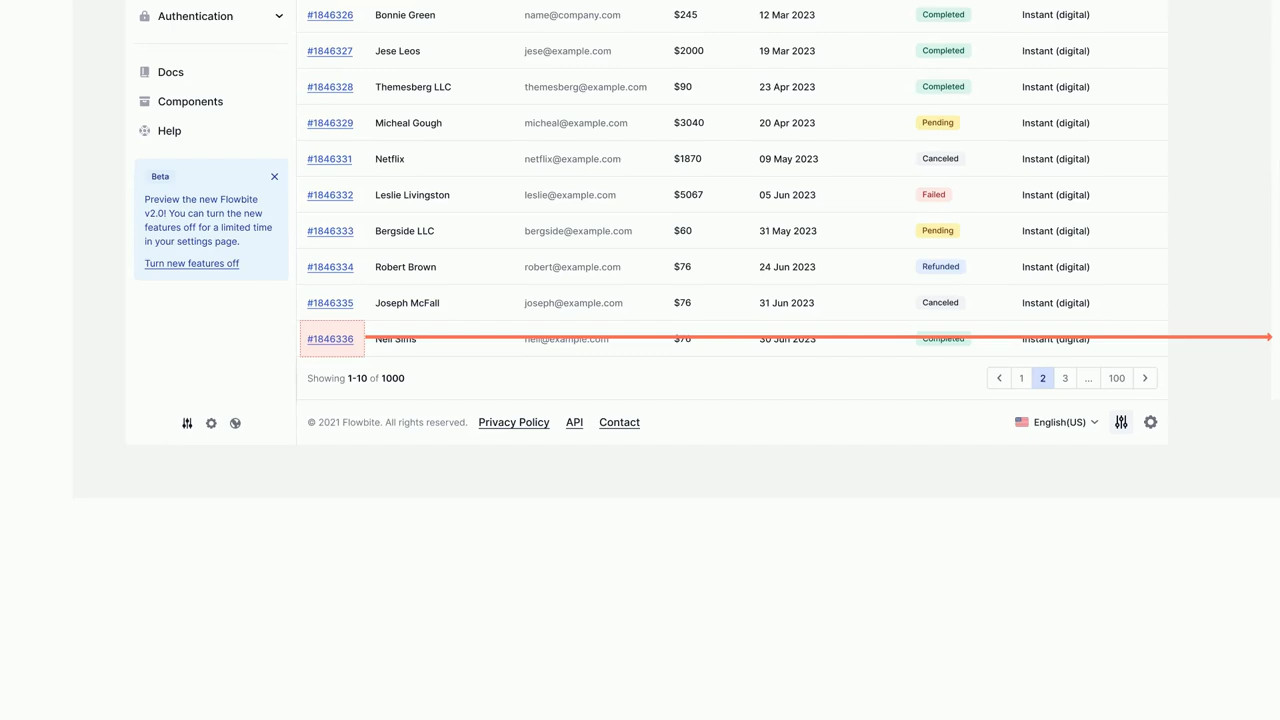 Authentication
#1846326 Bonnie Green name@company.com $245 12 Mar 2023 Completed Instant (digital)
#1846327 Jese Leos jese@example.com $2000 19 Mar 2023 Completed Instant (digital)
Docs
#1846328 Themesberg LLC themesberg@example.com $90 23 Apr 2023 Completed Instant (digital)
Components
#1846329 Micheal Gough micheal@example.com $3040 20 Apr 2023 Pending Instant (digital)
Help
#1846331 Netflix netflix@example.com $1870 09 May 2023 Canceled Instant (digital)
Beta
Preview the new Flowbite
v2.0! You can turn the new
features off for a limited time
in your settings page.
Turn new features off
#1846332 Leslie Livingston leslie@example.com $5067 05 Jun 2023 Failed Instant (digital)
#1846333 Bergside LLC bergside@example.com $60 31 May 2023 Pending Instant (digital)
#1846334 Robert Brown robert@example.com $76 24 Jun 2023 Refunded Instant (digital)
#1846335 Joseph McFall joseph@example.com $76 31 Jun 2023 Canceled Instant (digital)
#1846336 Neil Sims neil@example.com $76 30 Jun 2023 Completed Instant (digital)
Showing 1-10 of 1000 1 2 3 ... 100
© 2021 Flowbite. All rights reserved. Privacy Policy API Contact English(US)